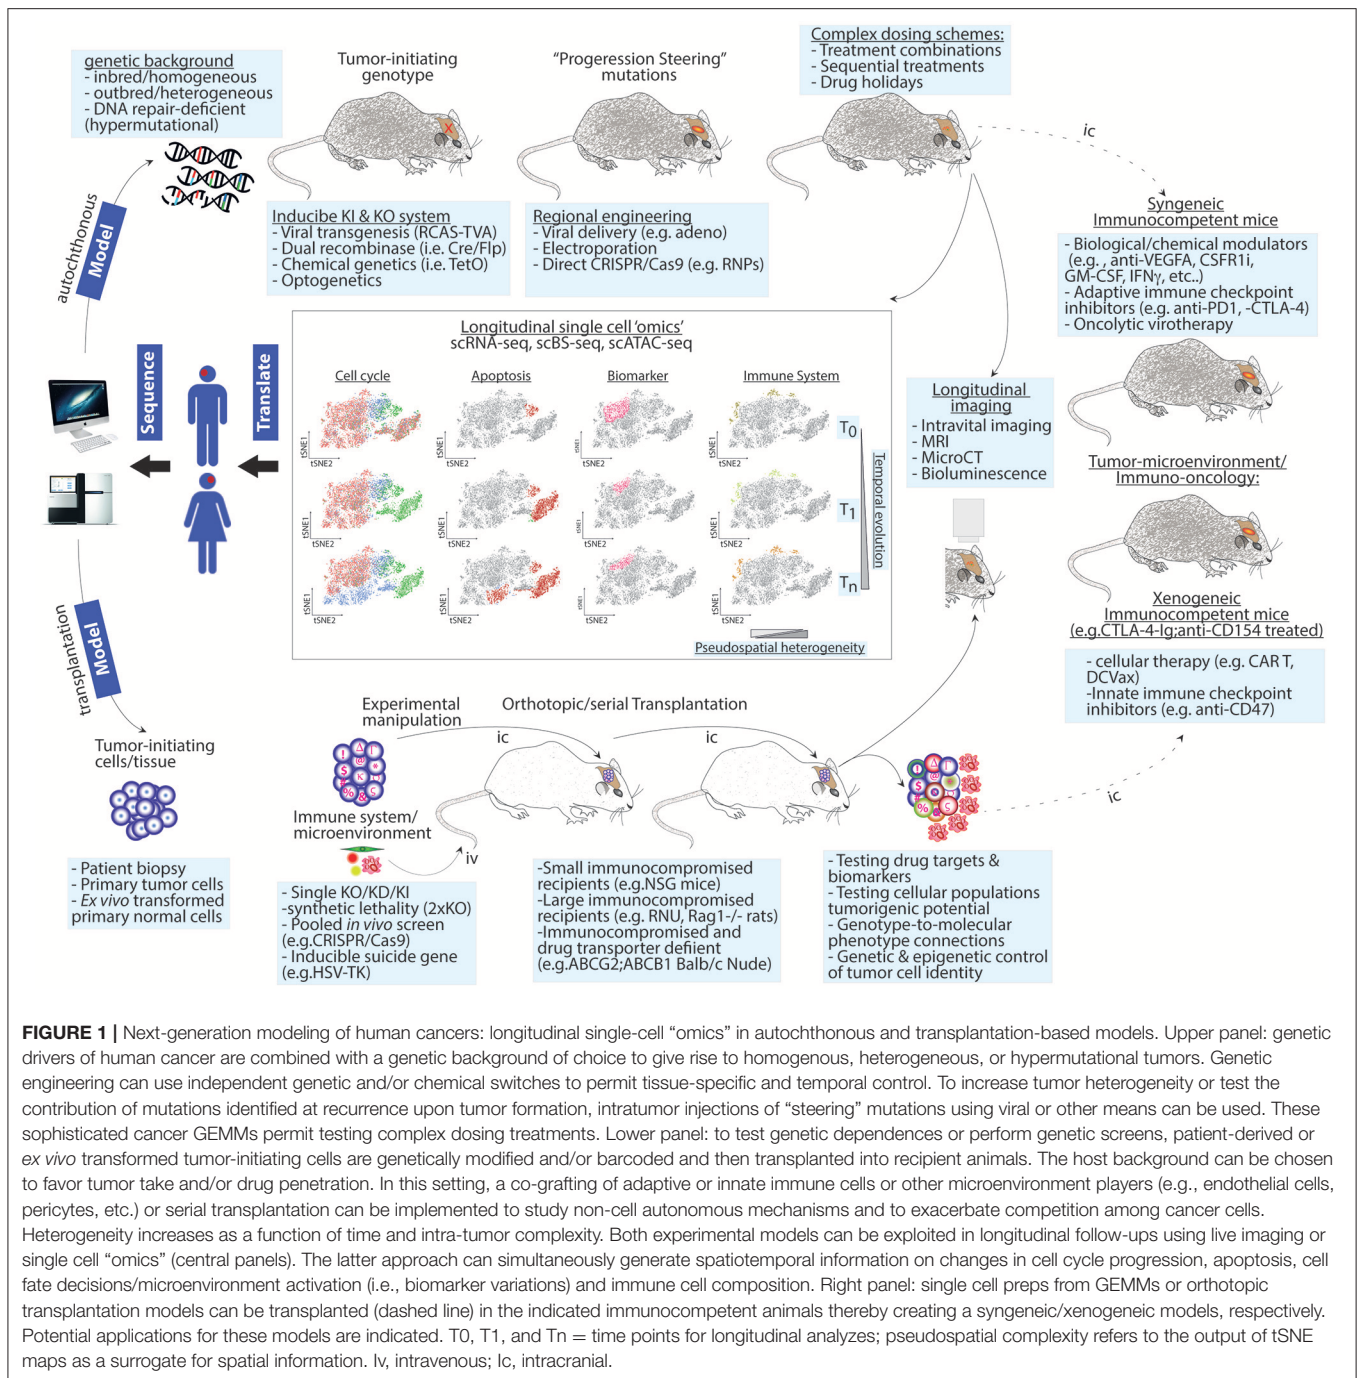 genetic background
- inbred/homogeneous
- outbred/heterogeneous
- DNA repair-deficient
(hypermutational)
Tumor-initiating
genotype
"Progression Steering"
mutations
Complex dosing schemes:
- Treatment combinations
- Sequential treatments
- Drug holidays
ic
autochthonous
Model
Inducibe KI & KO system
- Viral transgenesis (RCAS-TVA)
- Dual recombinase (i.e. Cre/Flp)
- Chemical genetics (i.e. TetO)
- Optogenetics
Regional engineering
- Viral delivery (e.g. adeno)
- Electroporation
- Direct CRISPR/Cas9 (e.g. RNPs)
Syngeneic
Immunocompetent mice
- Biological/chemical modulators
(e.g. , anti-VEGFA, CSFR1i,
GM-CSF, IFNγ, etc..)
- Adaptive immune checkpoint
inhibitors (e.g. anti-PD1, -CTLA-4)
- Oncolytic virotherapy
Sequence
Translate
Longitudinal single cell 'omics'
scRNA-seq, scBS-seq, scATAC-seq
Cell cycle
Apoptosis
Biomarker
Immune System
tSNE1
tSNE2
tSNE1
tSNE2
tSNE1
tSNE2
tSNE1
tSNE2
T0
tSNE1
tSNE2
tSNE1
tSNE2
tSNE1
tSNE2
tSNE1
tSNE2
T1
tSNE1
tSNE2
tSNE1
tSNE2
tSNE1
tSNE2
tSNE1
tSNE2
Tn
Temporal evolution
Pseudospatial heterogeneity
Longitudinal
imaging
- Intravital imaging
- MRI
- MicroCT
- Bioluminescence
Tumor-microenvironment/
Immuno-oncology:
Xenogeneic
Immunocompetent mice
(e.g.CTLA-4-Ig;anti-CD154 treated)
- cellular therapy (e.g. CAR T,
DCVax)
-Innate immune checkpoint
inhibitors (e.g. anti-CD47)
ic
transplantation
Model
Tumor-initiating
cells/tissue
- Patient biopsy
- Primary tumor cells
- Ex vivo transformed
primary normal cells
Experimental
manipulation
Orthotopic/serial Transplantation
ic
ic
Immune system/
microenvironment
iv
- Single KO/KD/KI
-synthetic lethality (2xKO)
- Pooled in vivo screen
(e.g.CRISPR/Cas9)
- Inducible suicide gene
(e.g.HSV-TK)
-Small immunocompromised
recipients (e.g.NSG mice)
-Large immunocompromised
recipients (e.g. RNU, Rag1-/- rats)
-Immunocompromised and
drug transporter defiient
(e.g.ABCG2;ABCB1 Balb/c Nude)
- Testing drug targets &
biomarkers
- Testing cellular populations
tumorigenic potential
- Genotype-to-molecular
phenotype connections
- Genetic & epigenetic control
of tumor cell identity
FIGURE 1 | Next-generation modeling of human cancers: longitudinal single-cell "omics" in autochthonous and transplantation-based models. Upper panel: genetic
drivers of human cancer are combined with a genetic background of choice to give rise to homogenous, heterogeneous, or hypermutational tumors. Genetic
engineering can use independent genetic and/or chemical switches to permit tissue-specific and temporal control. To increase tumor heterogeneity or test the
contribution of mutations identified at recurrence upon tumor formation, intratumor injections of "steering" mutations using viral or other means can be used. These
sophisticated cancer GEMMs permit testing complex dosing treatments. Lower panel: to test genetic dependences or perform genetic screens, patient-derived or
ex vivo transformed tumor-initiating cells are genetically modified and/or barcoded and then transplanted into recipient animals. The host background can be chosen
to favor tumor take and/or drug penetration. In this setting, a co-grafting of adaptive or innate immune cells or other microenvironment players (e.g., endothelial cells,
pericytes, etc.) or serial transplantation can be implemented to study non-cell autonomous mechanisms and to exacerbate competition among cancer cells.
Heterogeneity increases as a function of time and intra-tumor complexity. Both experimental models can be exploited in longitudinal follow-ups using live imaging or
single cell "omics" (central panels). The latter approach can simultaneously generate spatiotemporal information on changes in cell cycle progression, apoptosis, cell
fate decisions/microenvironment activation (i.e., biomarker variations) and immune cell composition. Right panel: single cell preps from GEMMs or orthotopic
transplantation models can be transplanted (dashed line) in the indicated immunocompetent animals thereby creating a syngeneic/xenogeneic models, respectively.
Potential applications for these models are indicated. T0, T1, and Tn = time points for longitudinal analyzes; pseudospatial complexity refers to the output of tSNE
maps as a surrogate for spatial information. Iv, intravenous; Ic, intracranial.